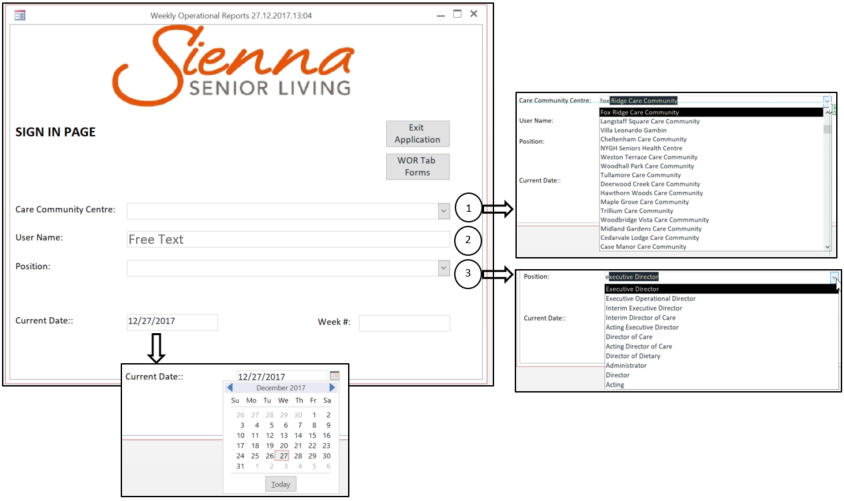 Weekly Operational Reports 27.12.2017.13:04
Sienna
SENIOR LIVING
SIGN IN PAGE
Exit
Application
WOR Tab
Forms
Care Community Centre:
1
User Name:
Free Text
2
Position:
3
Current Date::
12/27/2017
Week #:
Care Community Centre:
Fox Ridge Care Community
User Name:
Position:
Current Date::
Fox Ridge Care Community
Langstaff Square Care Community
Villa Leonardo Gambin
Cheltenham Care Community
NYGH Seniors Health Centre
Weston Terrace Care Community
Woodhall Park Care Community
Tullamore Care Community
Deerwood Creek Care Community
Hawthorn Woods Care Community
Maple Grove Care Community
Trillium Care Community
Woodbridge Vista Care Commmunity
Midland Gardens Care Community
Cedarvale Lodge Care Community
Case Manor Care Community
Position:
executive Director
Current Date::
Executive Director
Executive Operational Director
Interim Executive Director
Interim Director of Care
Acting Executive Director
Director of Care
Acting Director of Care
Director of Dietary
Administrator
Director
Acting
Current Date::
12/27/2017
December 2017
Su Mo Tu We Th Fr Sa
26 27 28 29 30 1 2
3 4 5 6 7 8 9
10 11 12 13 14 15 16
17 18 19 20 21 22 23
24 25 26 27 28 29 30
31 1 2 3 4 5 6
Today